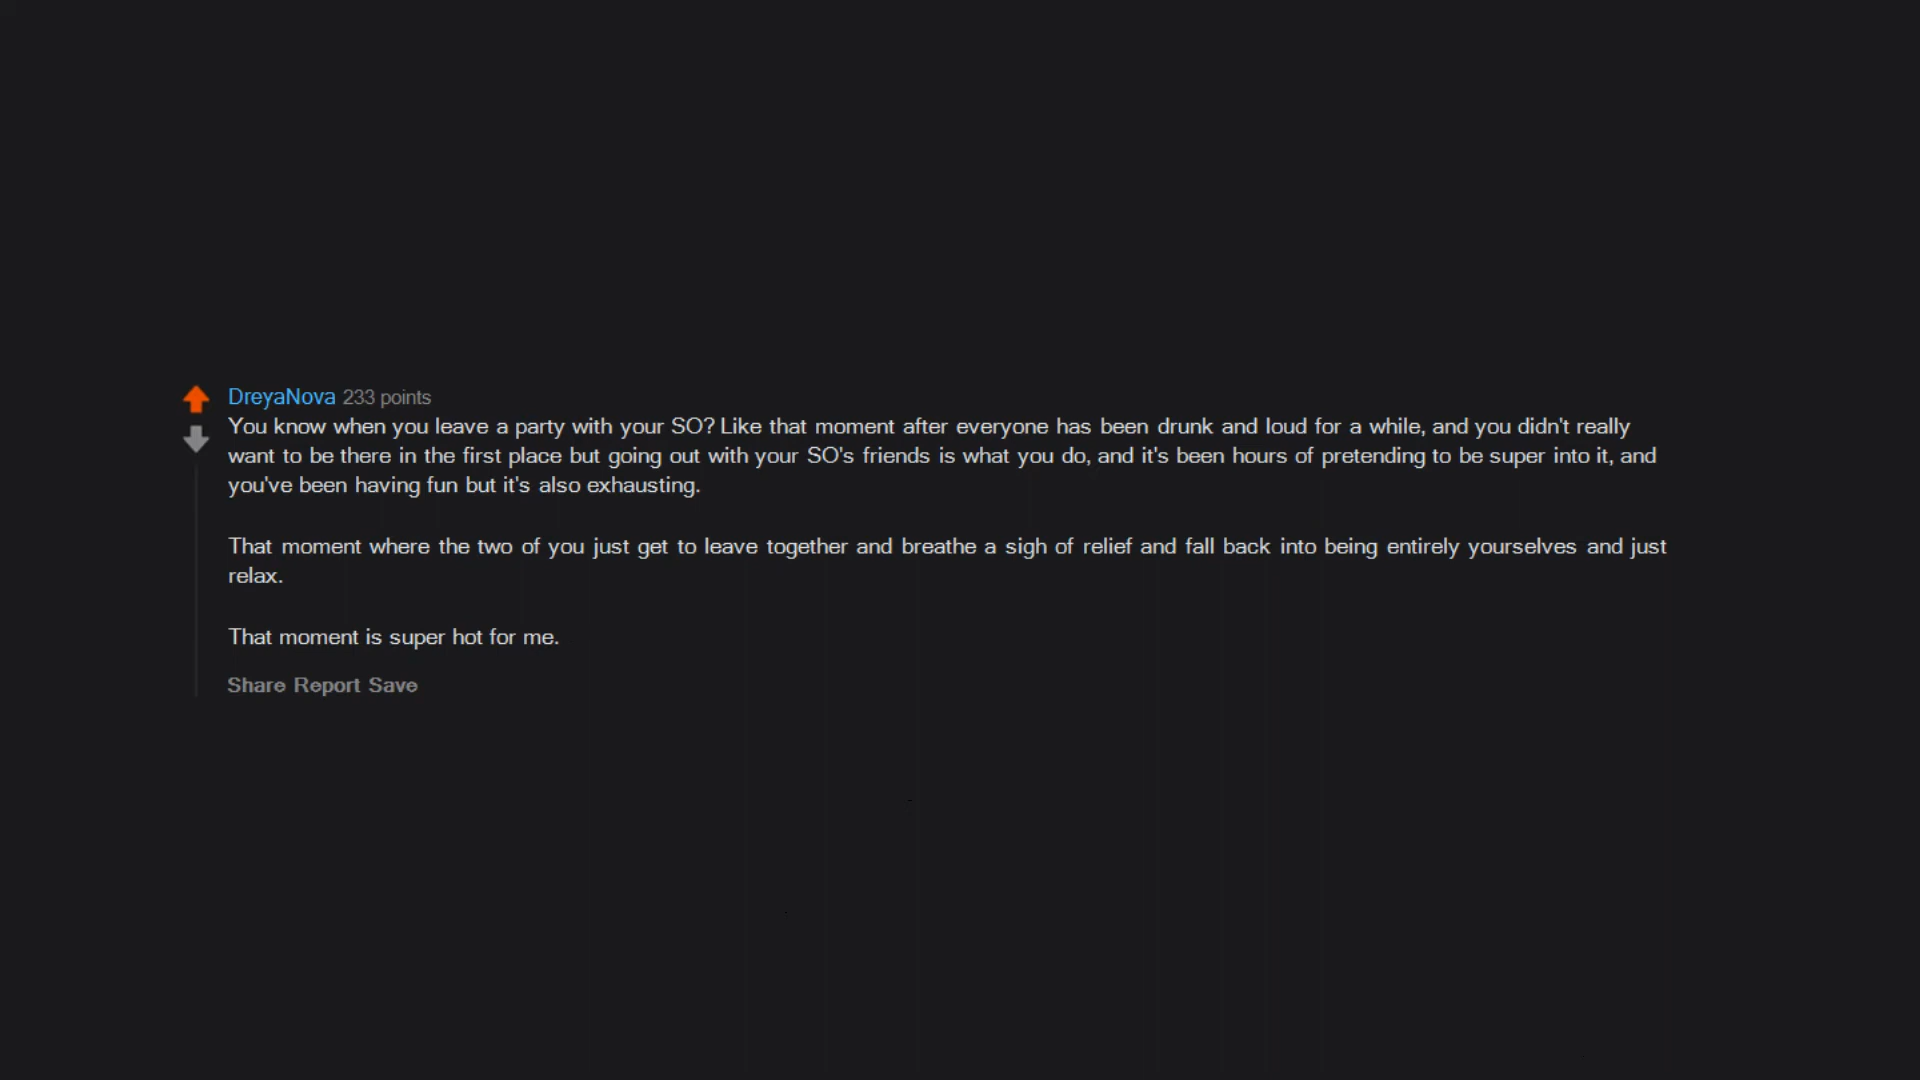 DreyaNova 233 points
You know when you leave a party with your SO? Like that moment after everyone has been drunk and loud for a while, and you didn't really
want to be there in the first place but going out with your SO's friends is what you do, and it's been hours of pretending to be super into it, and
you've been having fun but it's also exhausting.
That moment where the two of you just get to leave together and breathe a sigh of relief and fall back into being entirely yourselves and just
relax.
That moment is super hot for me.
Share Report Save